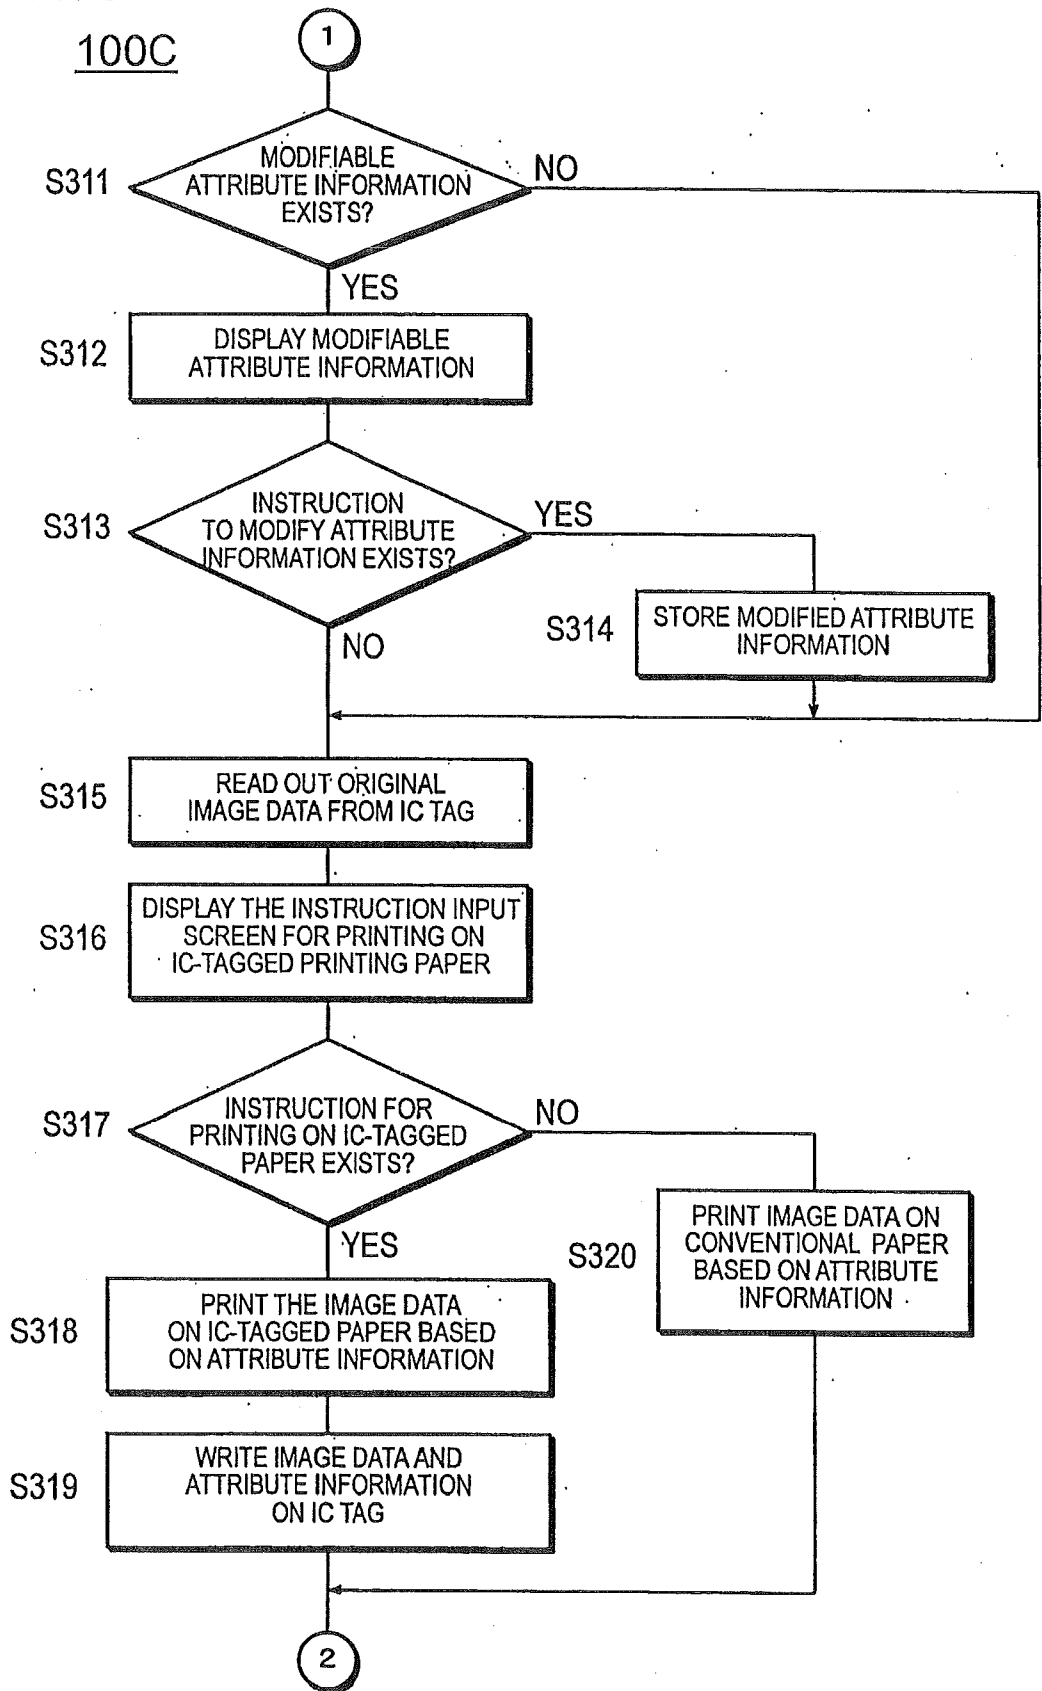 100C
1
S311
MODIFIABLE
ATTRIBUTE INFORMATION
EXISTS?
NO
YES
S312
DISPLAY MODIFIABLE
ATTRIBUTE INFORMATION
S313
INSTRUCTION
TO MODIFY ATTRIBUTE
INFORMATION EXISTS?
YES
NO
S314
STORE MODIFIED ATTRIBUTE
INFORMATION
S315
READ OUT ORIGINAL
IMAGE DATA FROM IC TAG
S316
DISPLAY THE INSTRUCTION INPUT
SCREEN FOR PRINTING ON
IC-TAGGED PRINTING PAPER
S317
INSTRUCTION FOR
PRINTING ON IC-TAGGED
PAPER EXISTS?
NO
YES
S320
PRINT IMAGE DATA ON
CONVENTIONAL PAPER
BASED ON ATTRIBUTE
INFORMATION
S318
PRINT THE IMAGE DATA
ON IC-TAGGED PAPER BASED
ON ATTRIBUTE INFORMATION
S319
WRITE IMAGE DATA AND
ATTRIBUTE INFORMATION
ON IC TAG
2